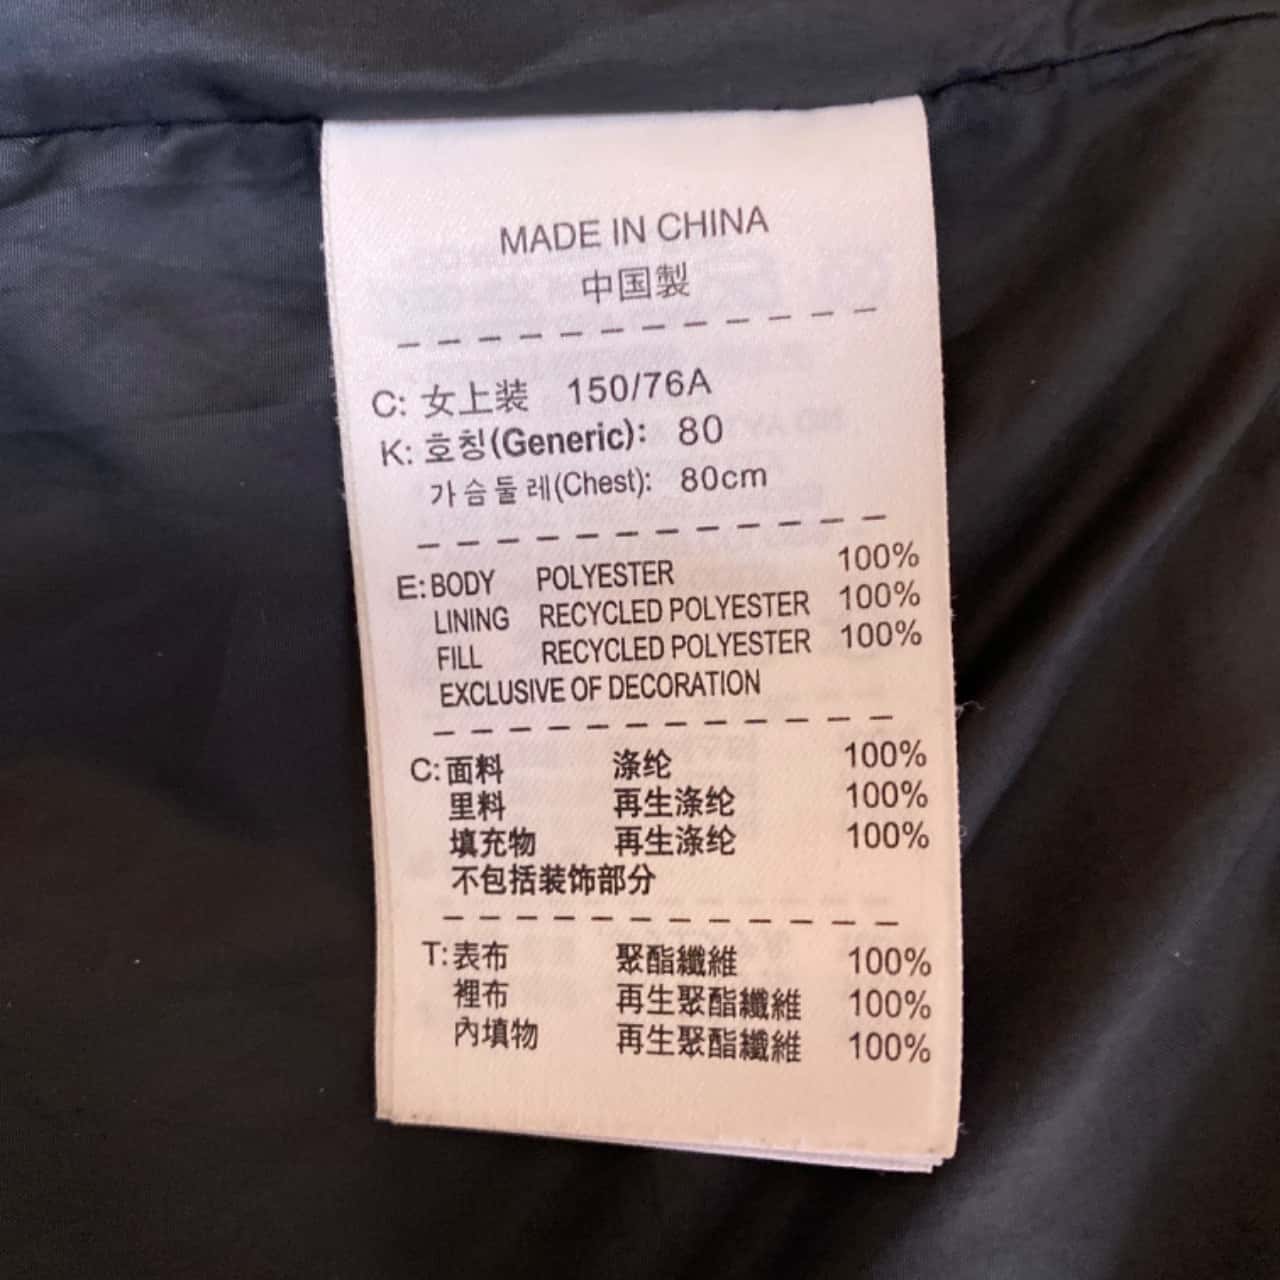 MADE IN CHINA
中国製
C: 女上装 150/76A
K: 호칭(Generic): 80
가슴둘레(Chest): 80cm
E: BODY POLYESTER 100%
LINING RECYCLED POLYESTER 100%
FILL RECYCLED POLYESTER 100%
EXCLUSIVE OF DECORATION
C: 面料 涤纶 100%
里料 再生涤纶 100%
填充物 再生涤纶 100%
不包括装饰部分
T: 表布 聚酯纖維 100%
裡布 再生聚酯纖維 100%
內填物 再生聚酯纖維 100%